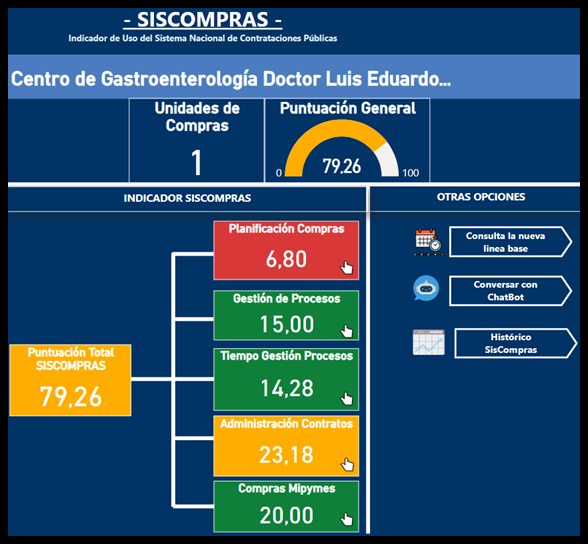 - SISCOMPRAS -
Indicador de Uso del Sistema Nacional de Contrataciones Públicas
Centro de Gastroenterología Doctor Luis Eduardo...
Unidades de
Compras
1
Puntuación General
79,26
0
100
INDICADOR SISCOMPRAS
OTRAS OPCIONES
Puntuación Total
SISCOMPRAS
79,26
Planificación Compras
6,80
Gestión de Procesos
15,00
Tiempo Gestión Procesos
14,28
Administración Contratos
23,18
Compras Mipymes
20,00
Consulta la nueva
linea base
Conversar con
ChatBot
Histórico
SisCompras